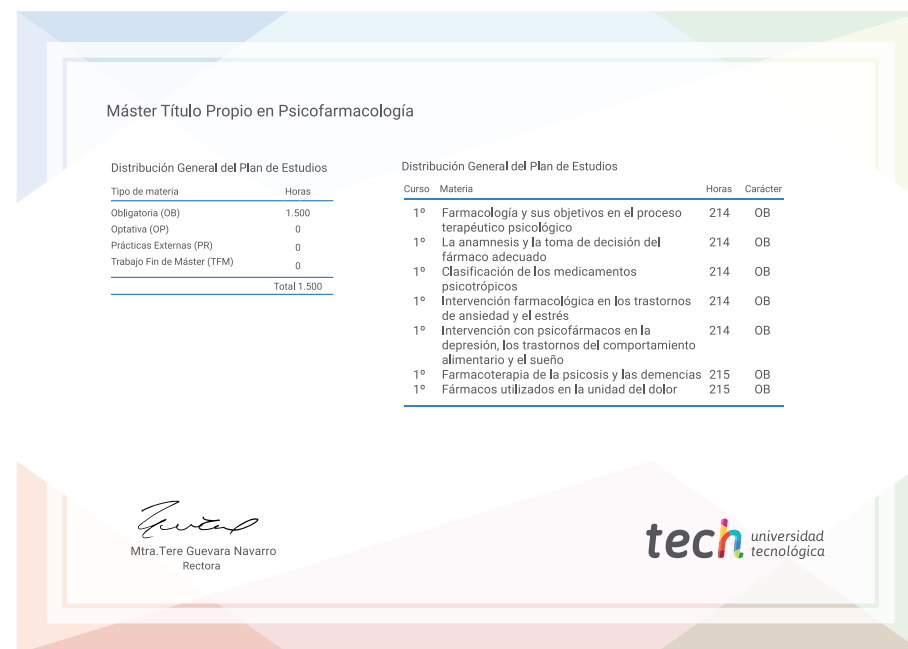 Máster Título Propio en Psicofarmacología
Distribución General del Plan de Estudios
Tipo de materia Horas
Obligatoria (OB) 1.500
Optativa (OP) 0
Prácticas Externas (PR) 0
Trabajo Fin de Máster (TFM) 0
Total 1.500
Distribución General del Plan de Estudios
Curso Materia Horas Carácter
1º Farmacología y sus objetivos en el proceso 214 OB
terapéutico psicológico
1º La anamnesis y la toma de decisión del 214 OB
fármaco adecuado
1º Clasificación de los medicamentos 214 OB
psicotrópicos
1º Intervención farmacológica en los trastornos 214 OB
de ansiedad y el estrés
1º Intervención con psicofármacos en la 214 OB
depresión, los trastornos del comportamiento
alimentario y el sueño
1º Farmacoterapia de la psicosis y las demencias 215 OB
1º Fármacos utilizados en la unidad del dolor 215 OB
Mtra.Tere Guevara Navarro
Rectora
tech universidad
tecnológica